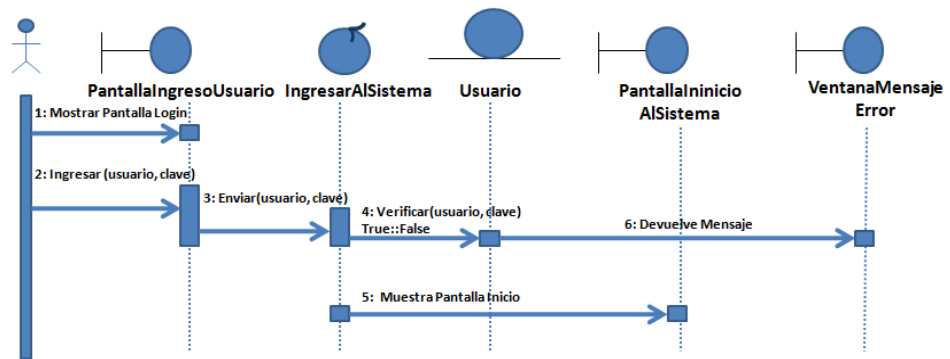 PantallaIngresoUsuario
IngresarAlSistema
Usuario
PantallaIninicio
AlSistema
VentanaMensaje
Error
1: Mostrar Pantalla Login
2: Ingresar (usuario, clave)
3: Enviar(usuario, clave)
4: Verificar(usuario, clave)
True::False
6: Devuelve Mensaje
5: Muestra Pantalla Inicio